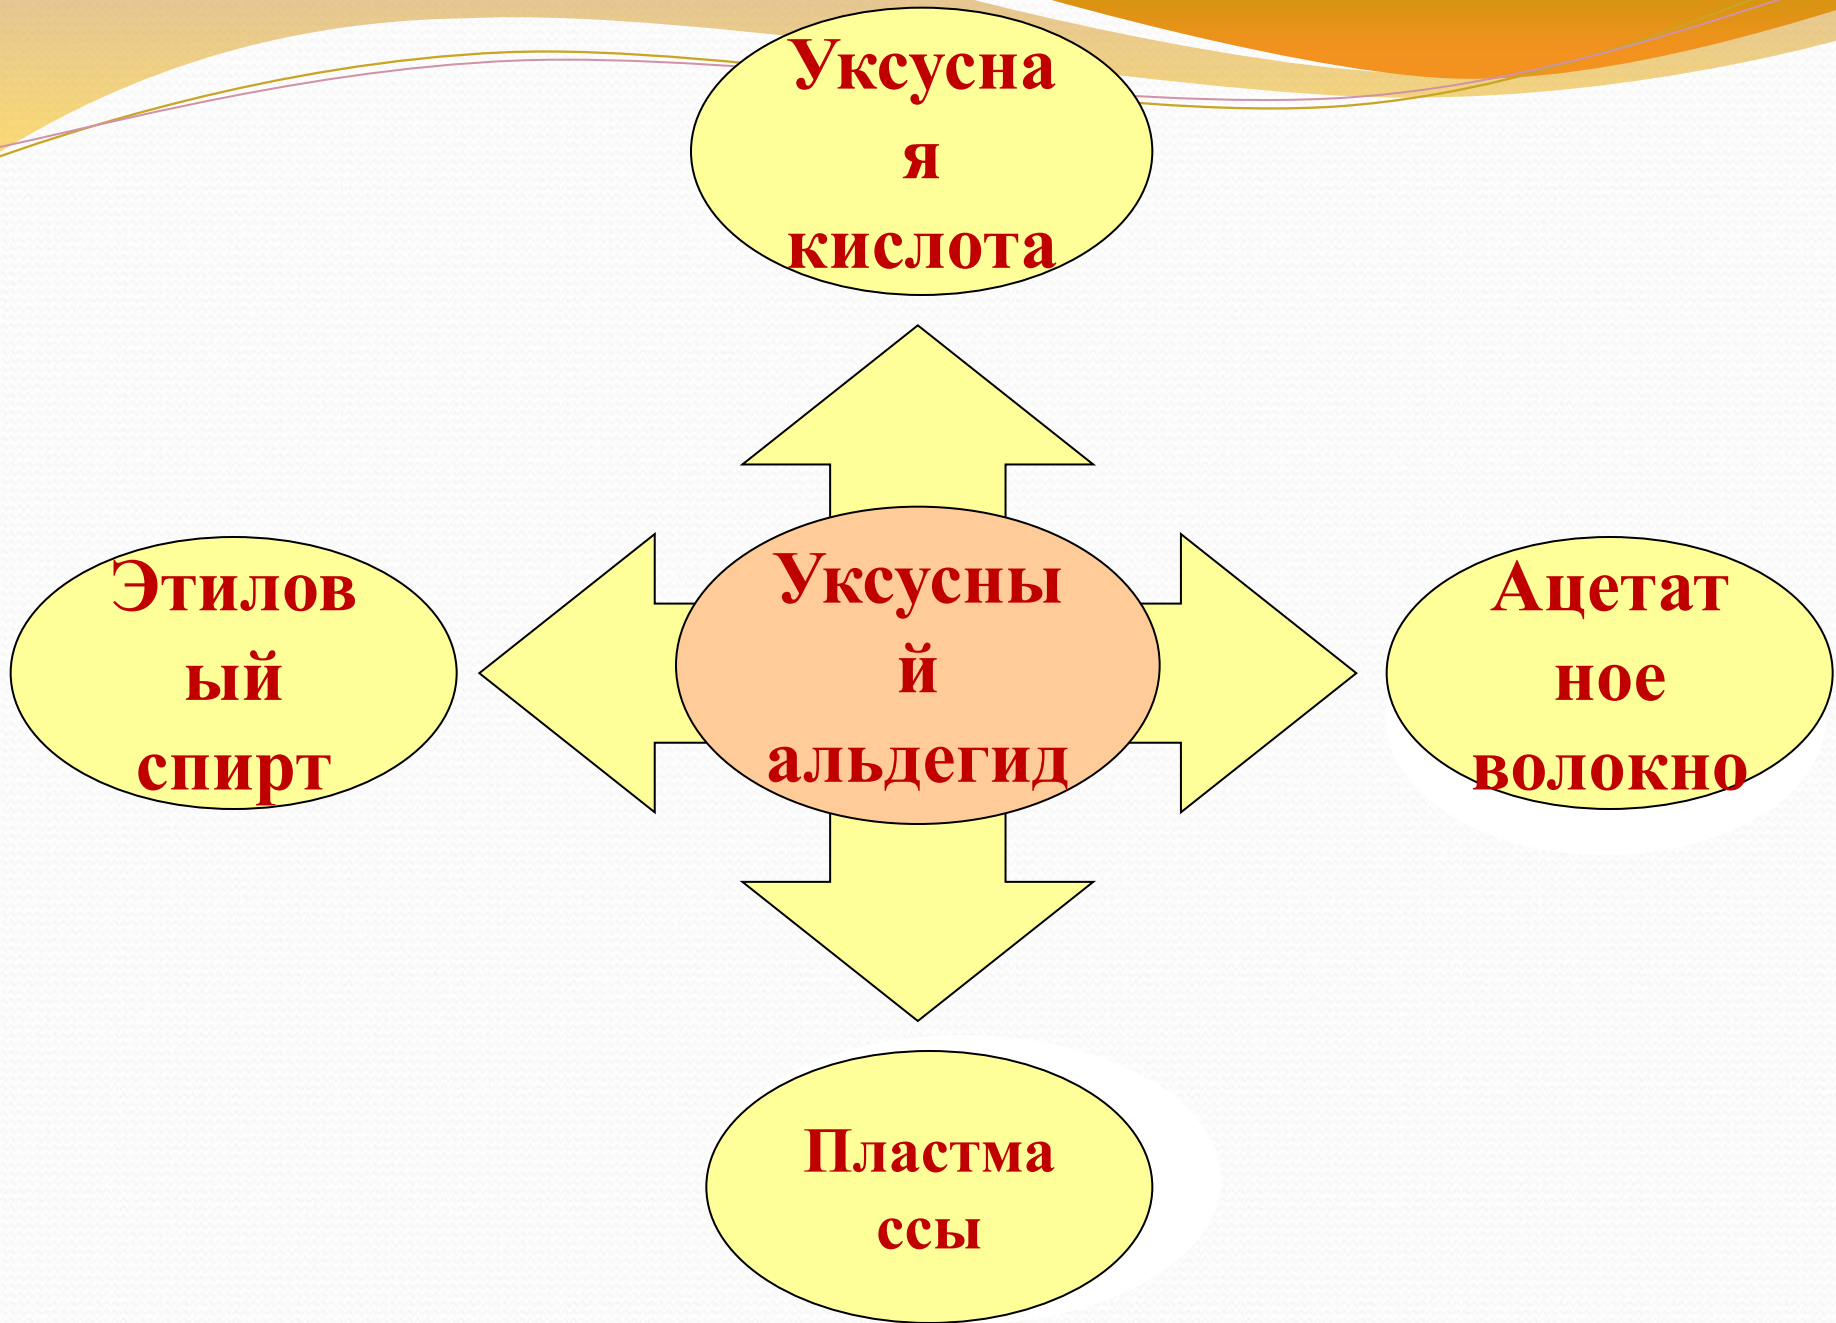 Уксусна
я
кислота
Этилов
ый
спирт
Уксусны
й
альдегид
Ацетат
ное
волокно
Пластма
ссы